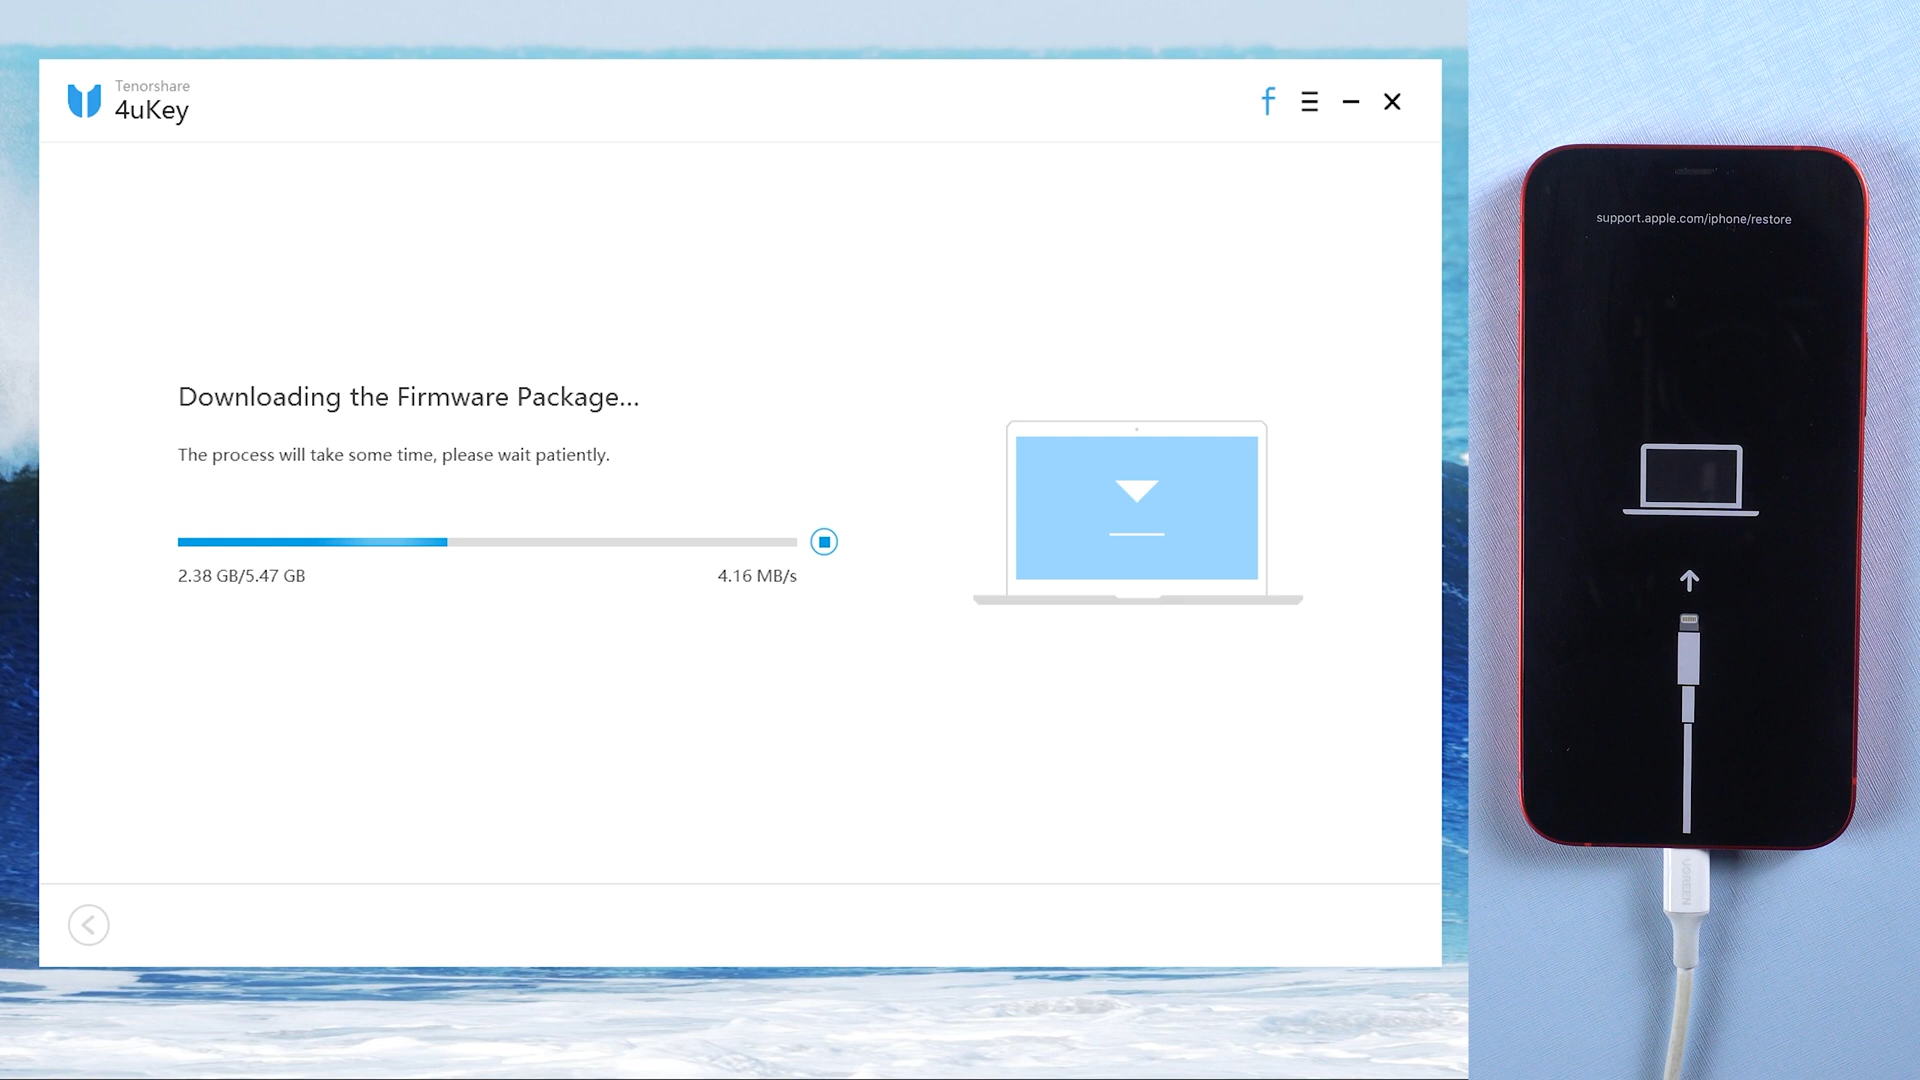 Tenorshare
4uKey
Downloading the Firmware Package...
The process will take some time, please wait patiently.
2.38 GB/5.47 GB
4.16 MB/s
support.apple.com/iphone/restore
UGREEN